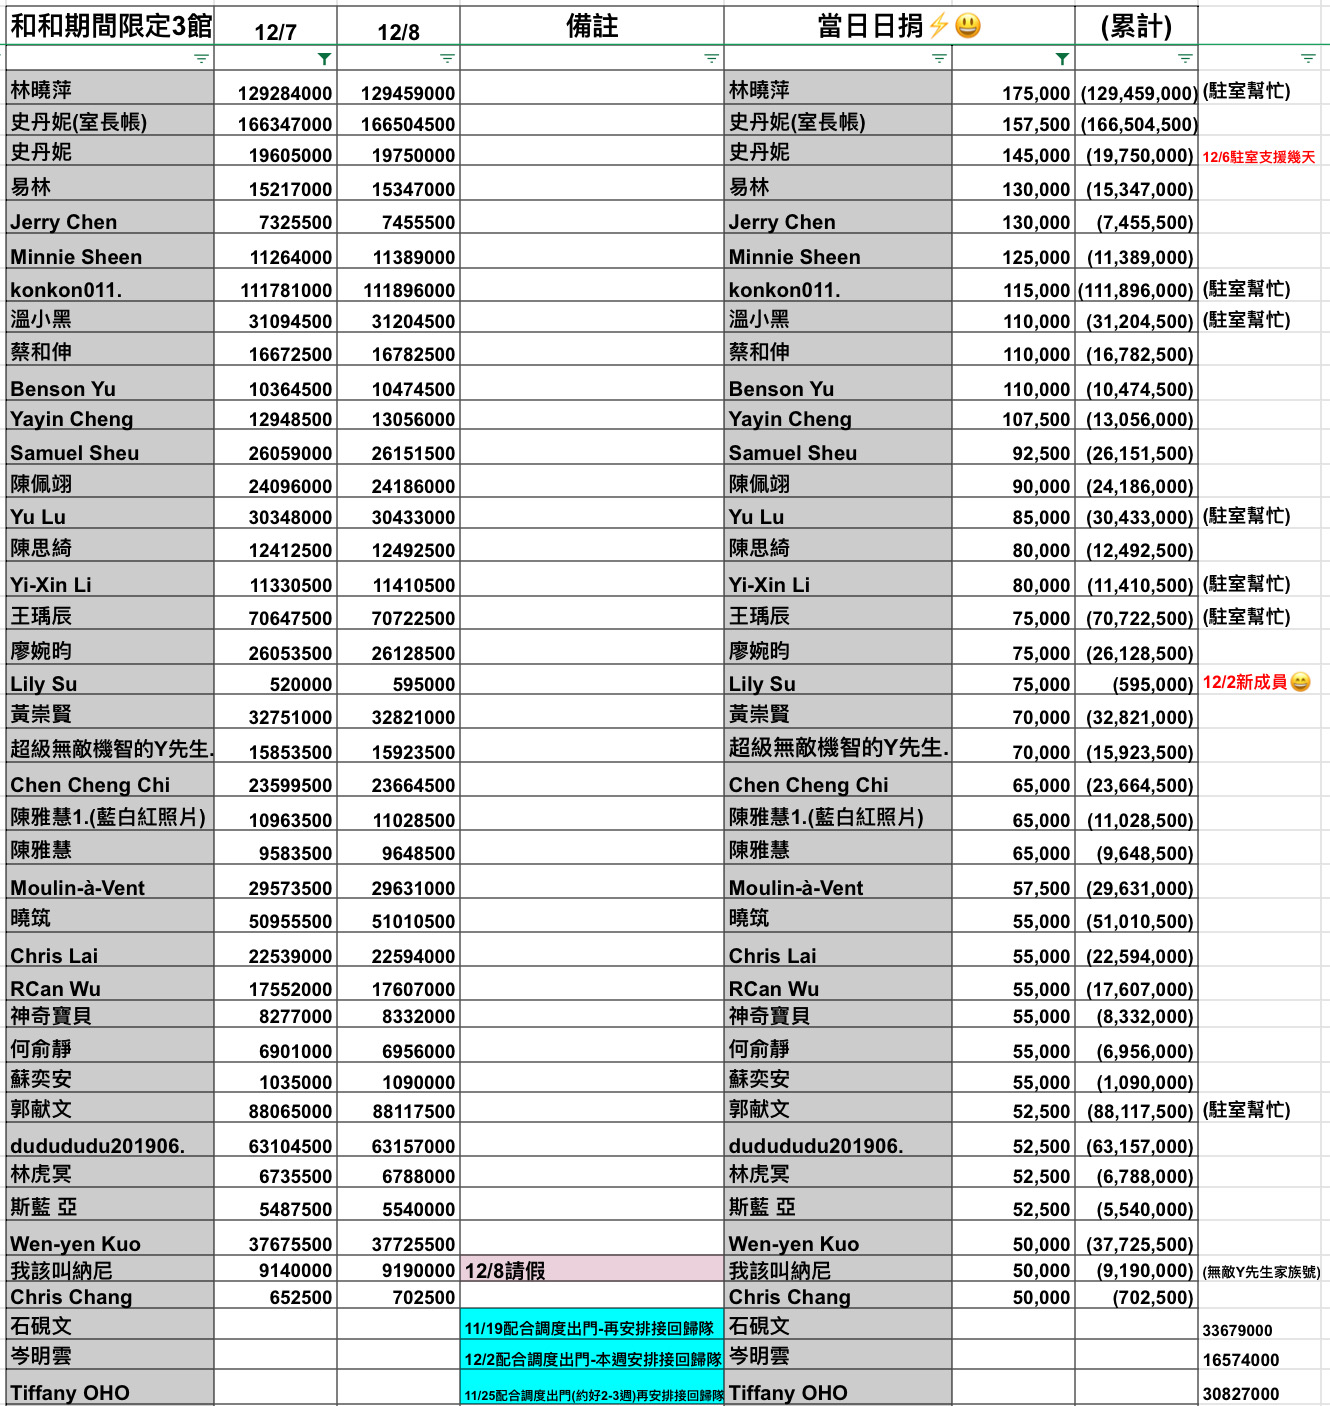 和和期間限定3館 12/7 12/8 備註 當日日捐⚡😃 (累計)
林曉萍 129284000 129459000 林曉萍 175,000 (129,459,000) (駐室幫忙)
史丹妮(室長帳) 166347000 166504500 史丹妮(室長帳) 157,500 (166,504,500)
史丹妮 19605000 19750000 史丹妮 145,000 (19,750,000) 12/6駐室支援幾天
易林 15217000 15347000 易林 130,000 (15,347,000)
Jerry Chen 7325500 7455500 Jerry Chen 130,000 (7,455,500)
Minnie Sheen 11264000 11389000 Minnie Sheen 125,000 (11,389,000)
konkon011. 111781000 111896000 konkon011. 115,000 (111,896,000) (駐室幫忙)
溫小黑 31094500 31204500 溫小黑 110,000 (31,204,500) (駐室幫忙)
蔡和伸 16672500 16782500 蔡和伸 110,000 (16,782,500)
Benson Yu 10364500 10474500 Benson Yu 110,000 (10,474,500)
Yayin Cheng 12948500 13056000 Yayin Cheng 107,500 (13,056,000)
Samuel Sheu 26059000 26151500 Samuel Sheu 92,500 (26,151,500)
陳佩翊 24096000 24186000 陳佩翊 90,000 (24,186,000)
Yu Lu 30348000 30433000 Yu Lu 85,000 (30,433,000) (駐室幫忙)
陳思綺 12412500 12492500 陳思綺 80,000 (12,492,500)
Yi-Xin Li 11330500 11410500 Yi-Xin Li 80,000 (11,410,500) (駐室幫忙)
王瑀辰 70647500 70722500 王瑀辰 75,000 (70,722,500) (駐室幫忙)
廖婉昀 26053500 26128500 廖婉昀 75,000 (26,128,500)
Lily Su 520000 595000 Lily Su 75,000 (595,000) 12/2新成員😄
黃崇賢 32751000 32821000 黃崇賢 70,000 (32,821,000)
超級無敵機智的Y先生. 15853500 15923500 超級無敵機智的Y先生. 70,000 (15,923,500)
Chen Cheng Chi 23599500 23664500 Chen Cheng Chi 65,000 (23,664,500)
陳雅慧1.(藍白紅照片) 10963500 11028500 陳雅慧1.(藍白紅照片) 65,000 (11,028,500)
陳雅慧 9583500 9648500 陳雅慧 65,000 (9,648,500)
Moulin-à-Vent 29573500 29631000 Moulin-à-Vent 57,500 (29,631,000)
曉筑 50955500 51010500 曉筑 55,000 (51,010,500)
Chris Lai 22539000 22594000 Chris Lai 55,000 (22,594,000)
RCan Wu 17552000 17607000 RCan Wu 55,000 (17,607,000)
神奇寶貝 8277000 8332000 神奇寶貝 55,000 (8,332,000)
何俞靜 6901000 6956000 何俞靜 55,000 (6,956,000)
蘇奕安 1035000 1090000 蘇奕安 55,000 (1,090,000)
郭献文 88065000 88117500 郭献文 52,500 (88,117,500) (駐室幫忙)
dudududu201906. 63104500 63157000 dudududu201906. 52,500 (63,157,000)
林虎冥 6735500 6788000 林虎冥 52,500 (6,788,000)
斯藍 亞 5487500 5540000 斯藍 亞 52,500 (5,540,000)
Wen-yen Kuo 37675500 37725500 Wen-yen Kuo 50,000 (37,725,500)
我該叫納尼 9140000 9190000 12/8請假 我該叫納尼 50,000 (9,190,000) (無敵Y先生家族號)
Chris Chang 652500 702500 Chris Chang 50,000 (702,500)
石硯文 11/19配合調度出門-再安排接回歸隊 石硯文 33679000
岑明雲 12/2配合調度出門-本週安排接回歸隊 岑明雲 16574000
Tiffany OHO 11/25配合調度出門(約好2-3週)再安排接回歸隊 Tiffany OHO 30827000